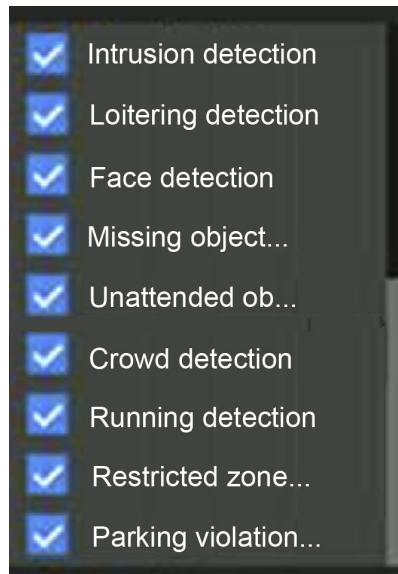 Intrusion detection
Loitering detection
Face detection
Missing object...
Unattended ob...
Crowd detection
Running detection
Restricted zone...
Parking violation...